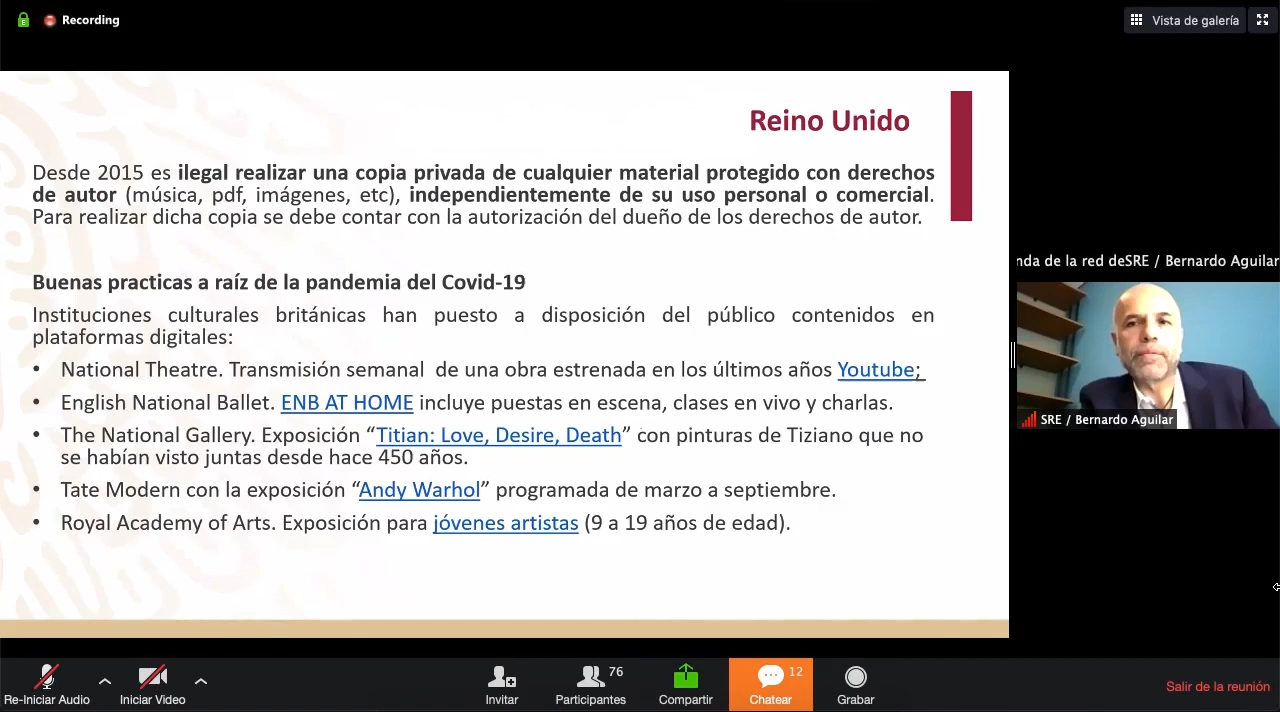 Recording
Vista de galería
Reino Unido
Desde 2015 es ilegal realizar una copia privada de cualquier material protegido con derechos
de autor (música, pdf, imágenes, etc), independientemente de su uso personal o comercial.
Para realizar dicha copia se debe contar con la autorización del dueño de los derechos de autor.
Buenas practicas a raíz de la pandemia del Covid-19
Instituciones culturales británicas han puesto a disposición del público contenidos en
plataformas digitales:
• National Theatre. Transmisión semanal de una obra estrenada en los últimos años Youtube;
• English National Ballet. ENB AT HOME incluye puestas en escena, clases en vivo y charlas.
• The National Gallery. Exposición “Titian: Love, Desire, Death” con pinturas de Tiziano que no
se habían visto juntas desde hace 450 años.
• Tate Modern con la exposición “Andy Warhol” programada de marzo a septiembre.
• Royal Academy of Arts. Exposición para jóvenes artistas (9 a 19 años de edad).
nda de la red deSRE / Bernardo Aguilar
SRE / Bernardo Aguilar
Re-Iniciar Audio
Iniciar Video
Invitar
76
Participantes
Compartir
12
Chatear
Grabar
Salir de la reunión